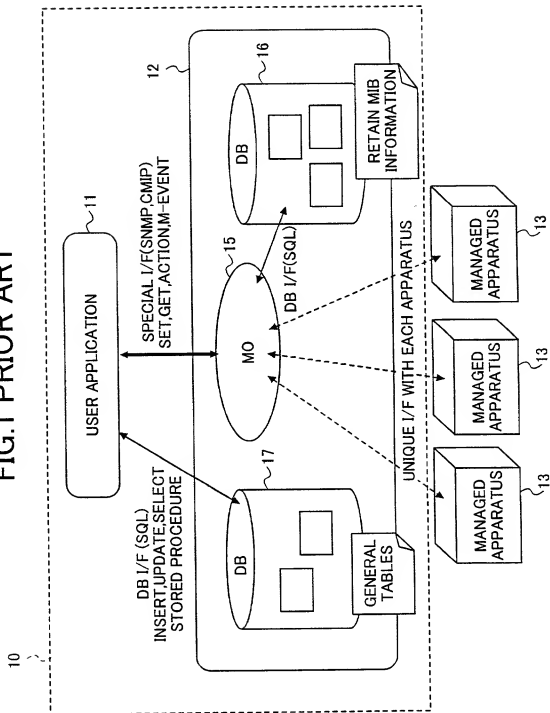 FIG.1 PRIOR ART
10
USER APPLICATION
11
DB I/F (SQL)
INSERT,UPDATE,SELECT
STORED PROCEDURE
SPECIAL I/F(SNMP,CMIP)
SET,GET,ACTION,M-EVENT
12
17
DB
GENERAL
TABLES
15
MO
DB I/F(SQL)
16
DB
RETAIN MIB
INFORMATION
UNIQUE I/F WITH EACH APPARATUS
MANAGED
APPARATUS
13
MANAGED
APPARATUS
13
MANAGED
APPARATUS
13